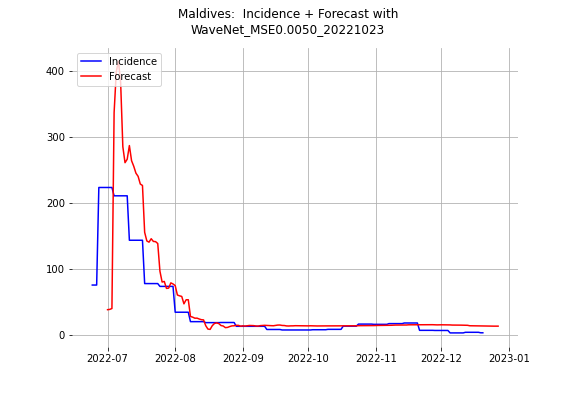 Maldives:  Incidence + Forecast with
WaveNet_MSE0.0050_20221023
Incidence
Forecast
400
300
200
100
0
2022-07 2022-08 2022-09 2022-10 2022-11 2022-12 2023-01